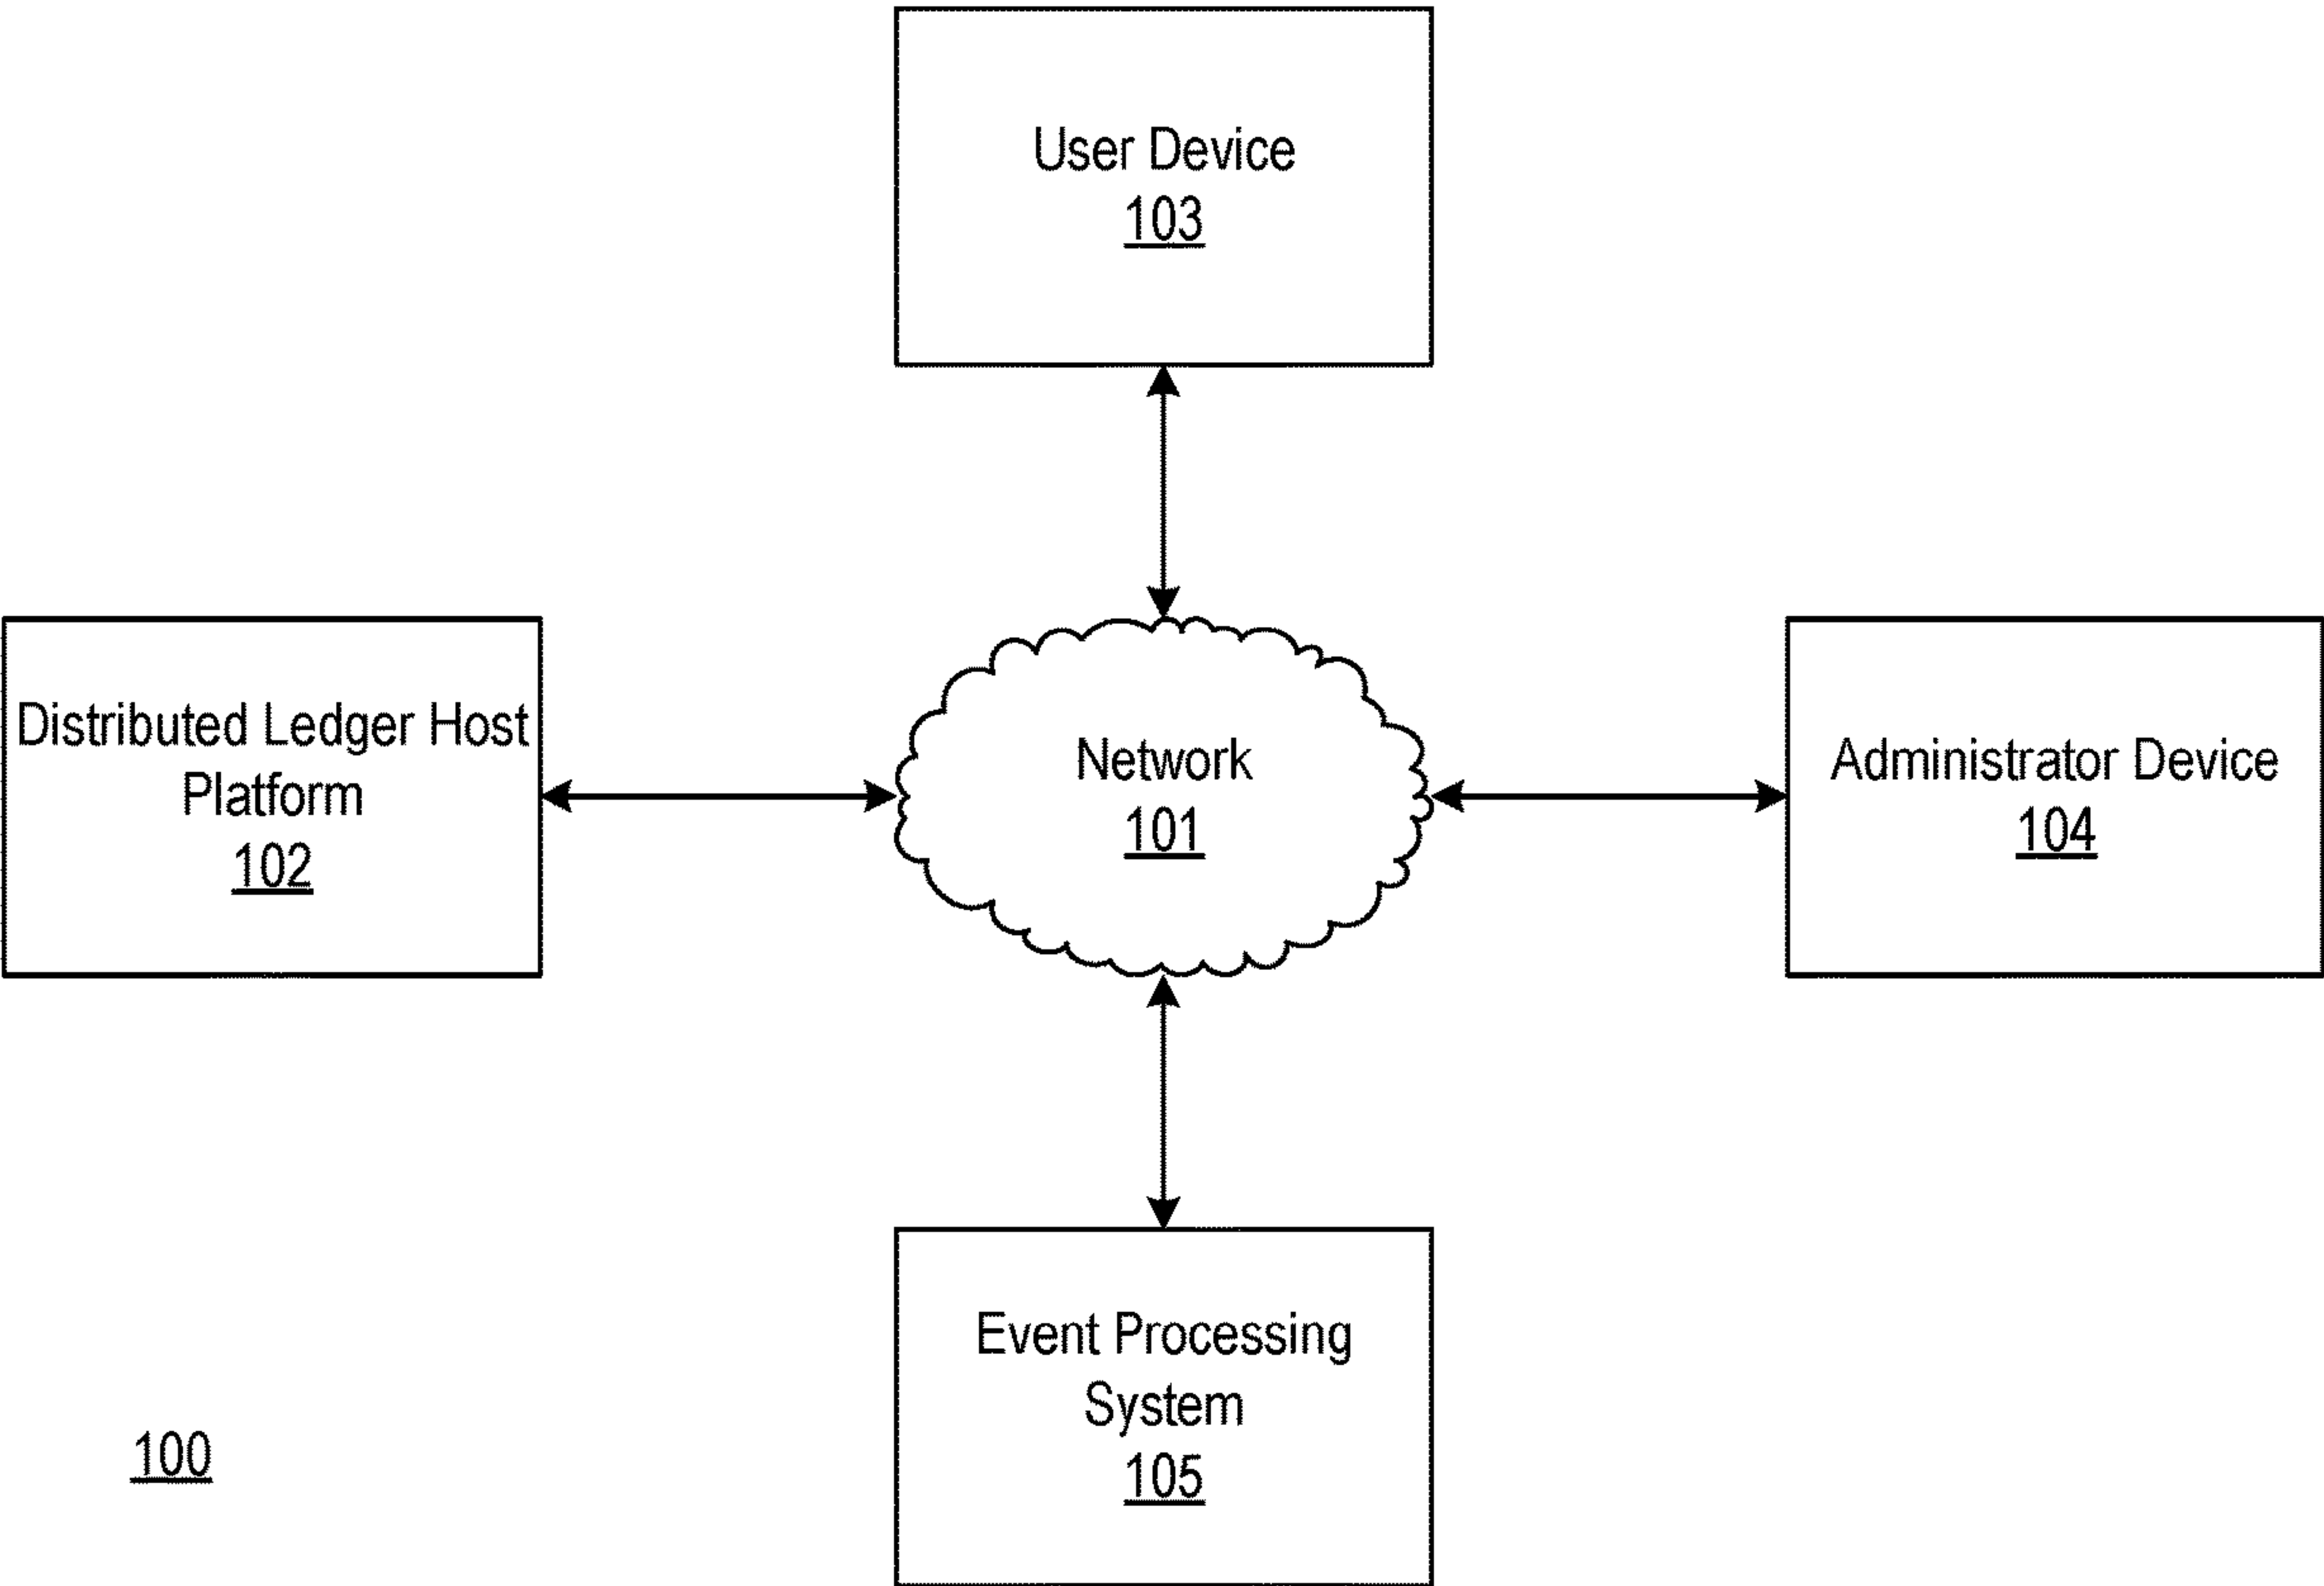 User Device
103
Distributed Ledger Host
Platform
102
Network
101
Administrator Device
104
Event Processing
System
105
100